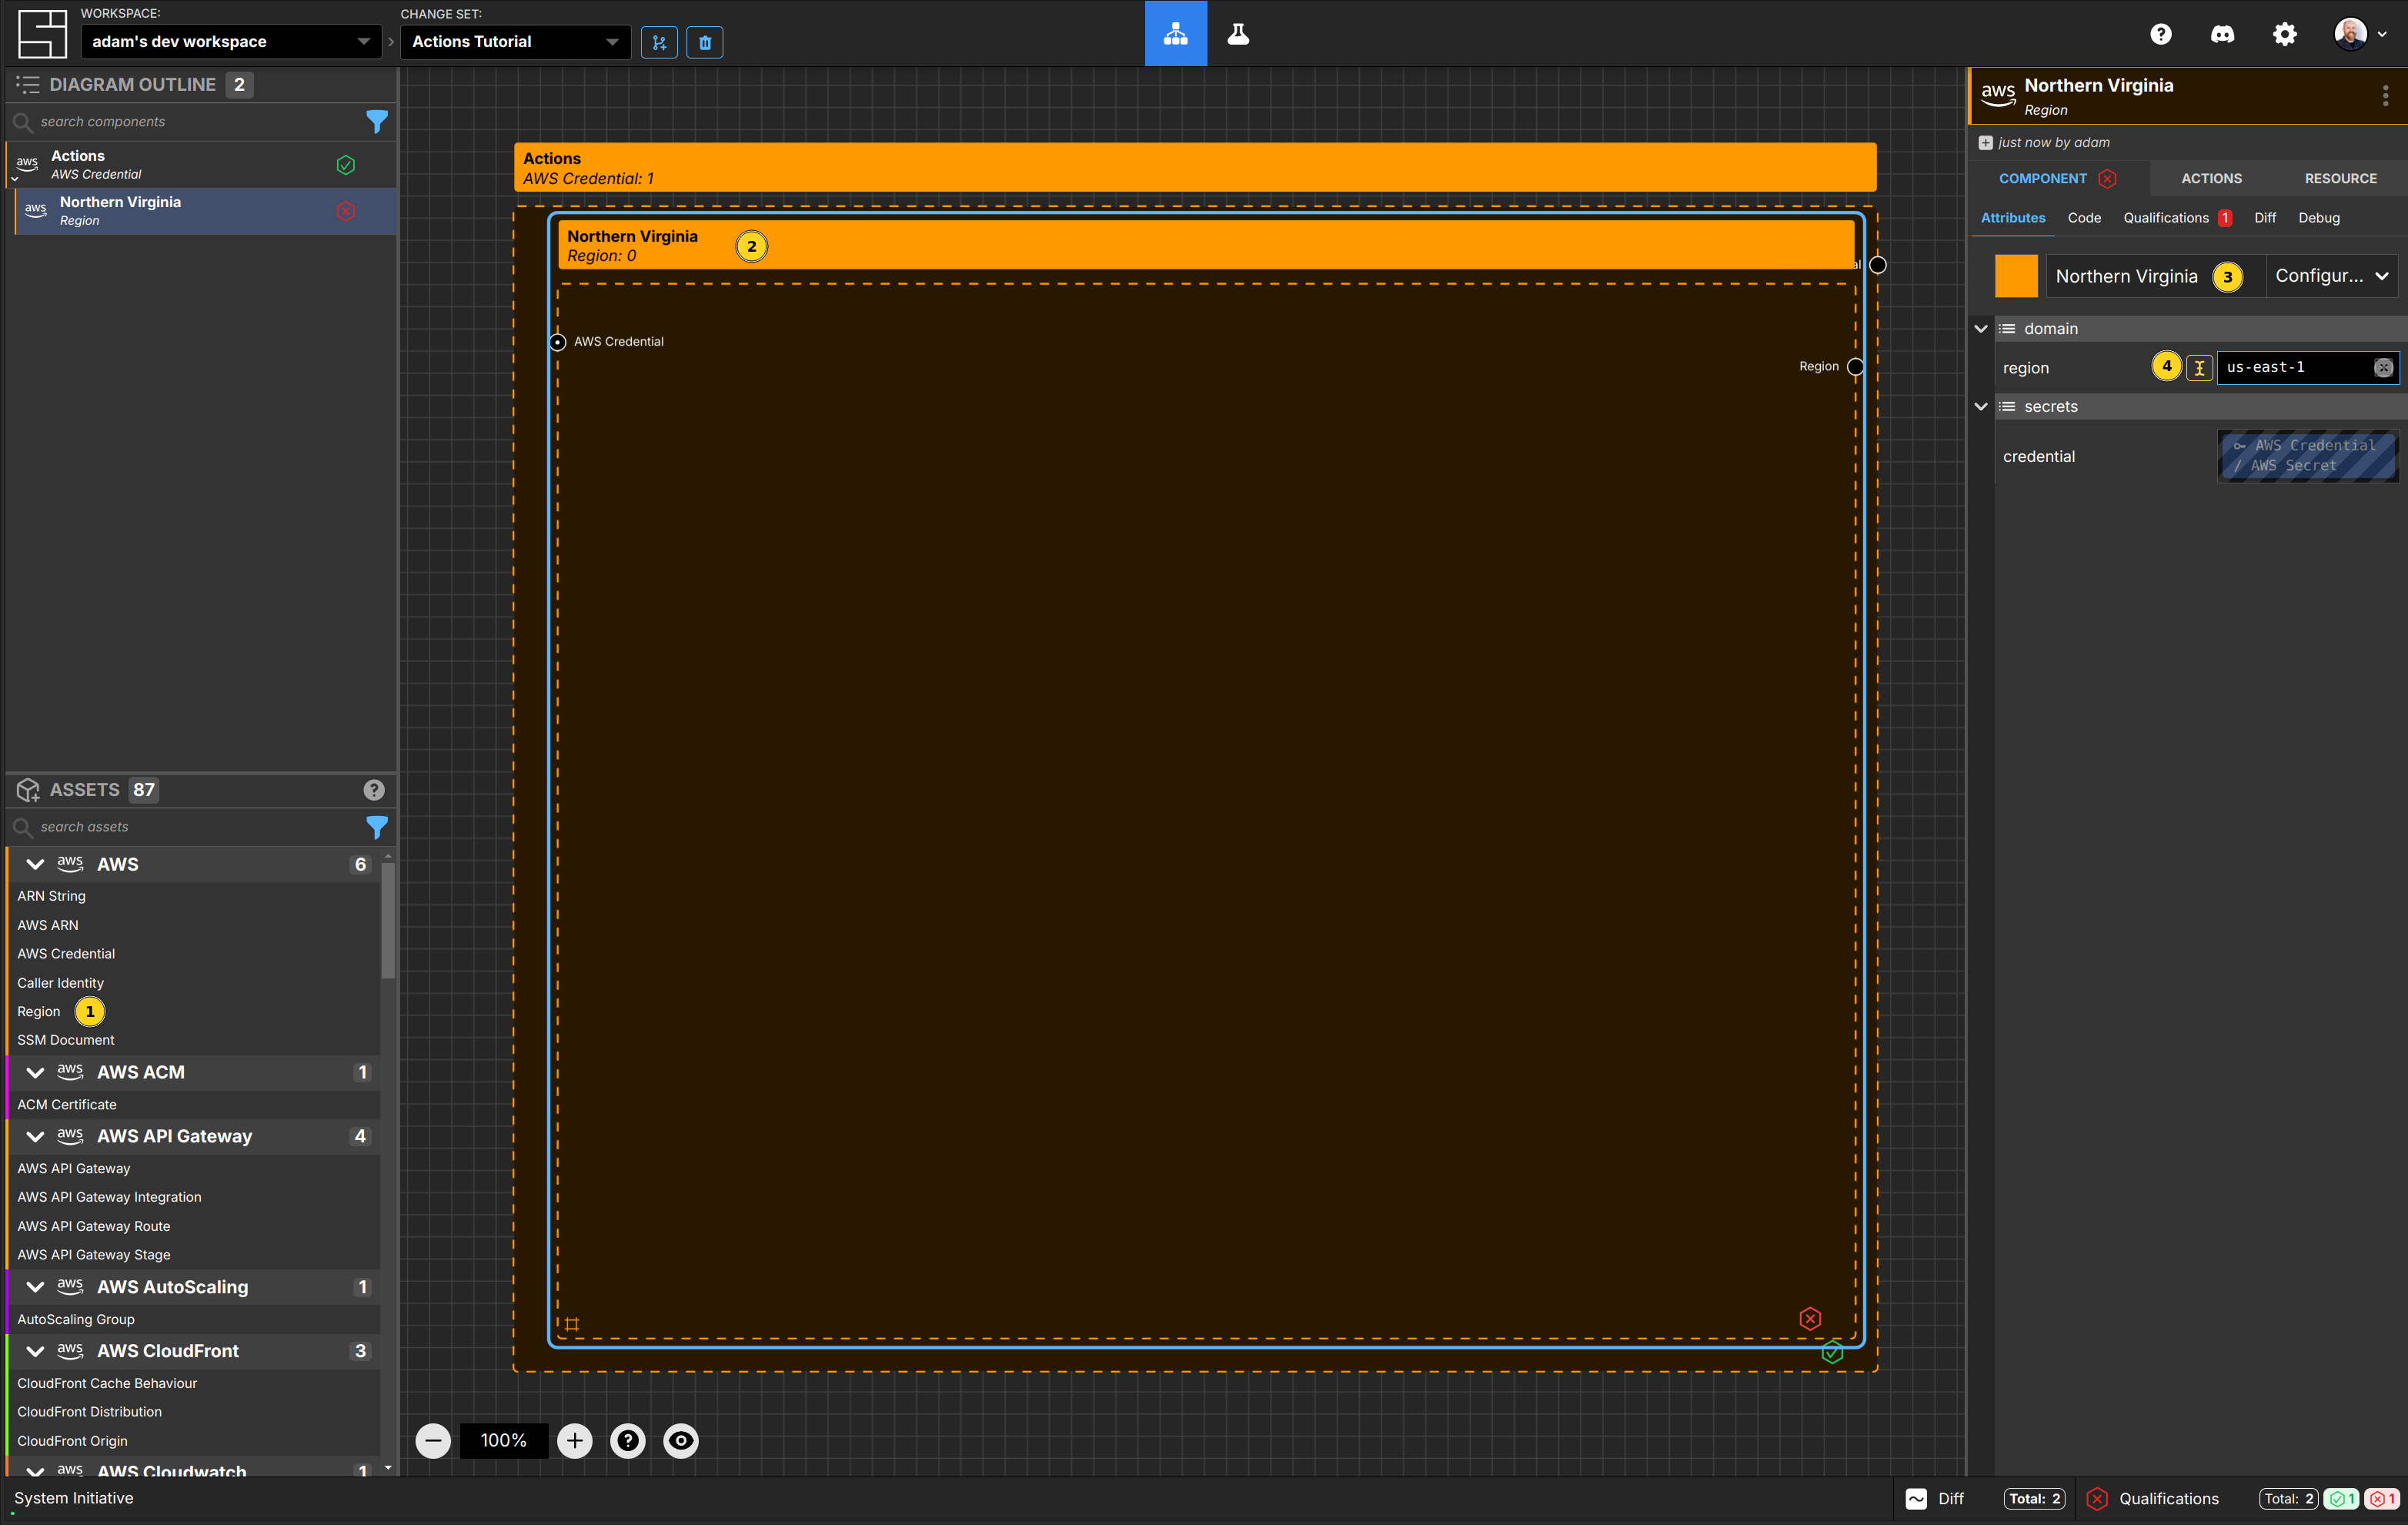 WORKSPACE:
adam's dev workspace
CHANGE SET:
Actions Tutorial
DIAGRAM OUTLINE 2
search components
aws
Actions
AWS Credential
aws
Northern Virginia
Region
ASSETS 87
search assets
aws AWS 6
ARN String
AWS ARN
AWS Credential
Caller Identity
Region 1
SSM Document
aws AWS ACM 1
ACM Certificate
aws AWS API Gateway 4
AWS API Gateway
AWS API Gateway Integration
AWS API Gateway Route
AWS API Gateway Stage
aws AWS AutoScaling 1
AutoScaling Group
aws AWS CloudFront 3
CloudFront Cache Behaviour
CloudFront Distribution
CloudFront Origin
aws AWS Cloudwatch 1
Actions
AWS Credential: 1
Northern Virginia
Region: 0
2
al
AWS Credential
Region
100%
aws
Northern Virginia
Region
just now by adam
COMPONENT ACTIONS RESOURCE
Attributes Code Qualifications 1 Diff Debug
Northern Virginia 3 Configur...
domain
region 4 us-east-1
secrets
credential
AWS Credential
/ AWS Secret
System Initiative
Diff Total: 2
Qualifications Total: 2 1 1